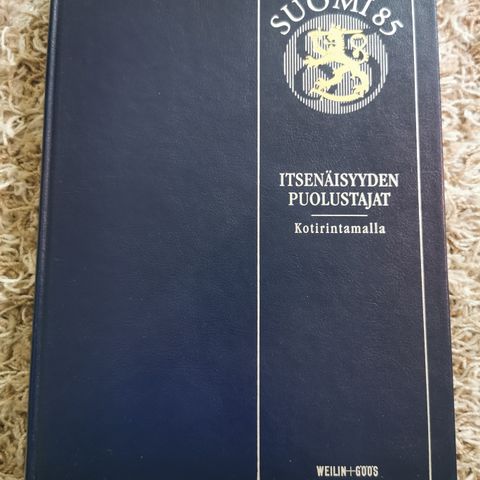 SUOMI 85
ITSENÄISYYDEN
PUOLUSTAJAT
Kotirintamalla
WEILIN+GÖÖS